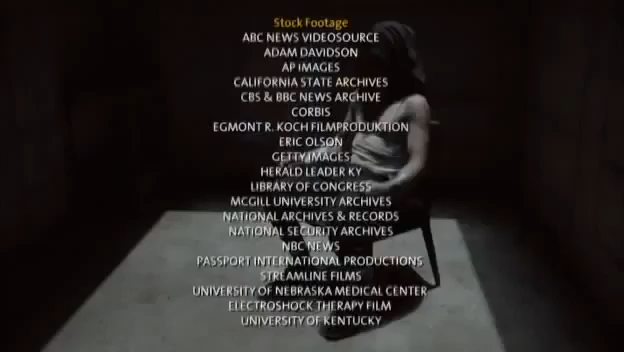 Stock Footage
ABC NEWS VIDEOSOURCE
ADAM DAVIDSON
AP IMAGES
CALIFORNIA STATE ARCHIVES
CBS & BBC NEWS ARCHIVE
CORBIS
EGMONT R. KOCH FILMPRODUKTION
ERIC OLSON
GETTY IMAGES
HERALD LEADER KY
LIBRARY OF CONGRESS
MCGILL UNIVERSITY ARCHIVES
NATIONAL ARCHIVES & RECORDS
NATIONAL SECURITY ARCHIVES
NBC NEWS
PASSPORT INTERNATIONAL PRODUCTIONS
STREAMLINE FILMS
UNIVERSITY OF NEBRASKA MEDICAL CENTER
ELECTROSHOCK THERAPY FILM
UNIVERSITY OF KENTUCKY